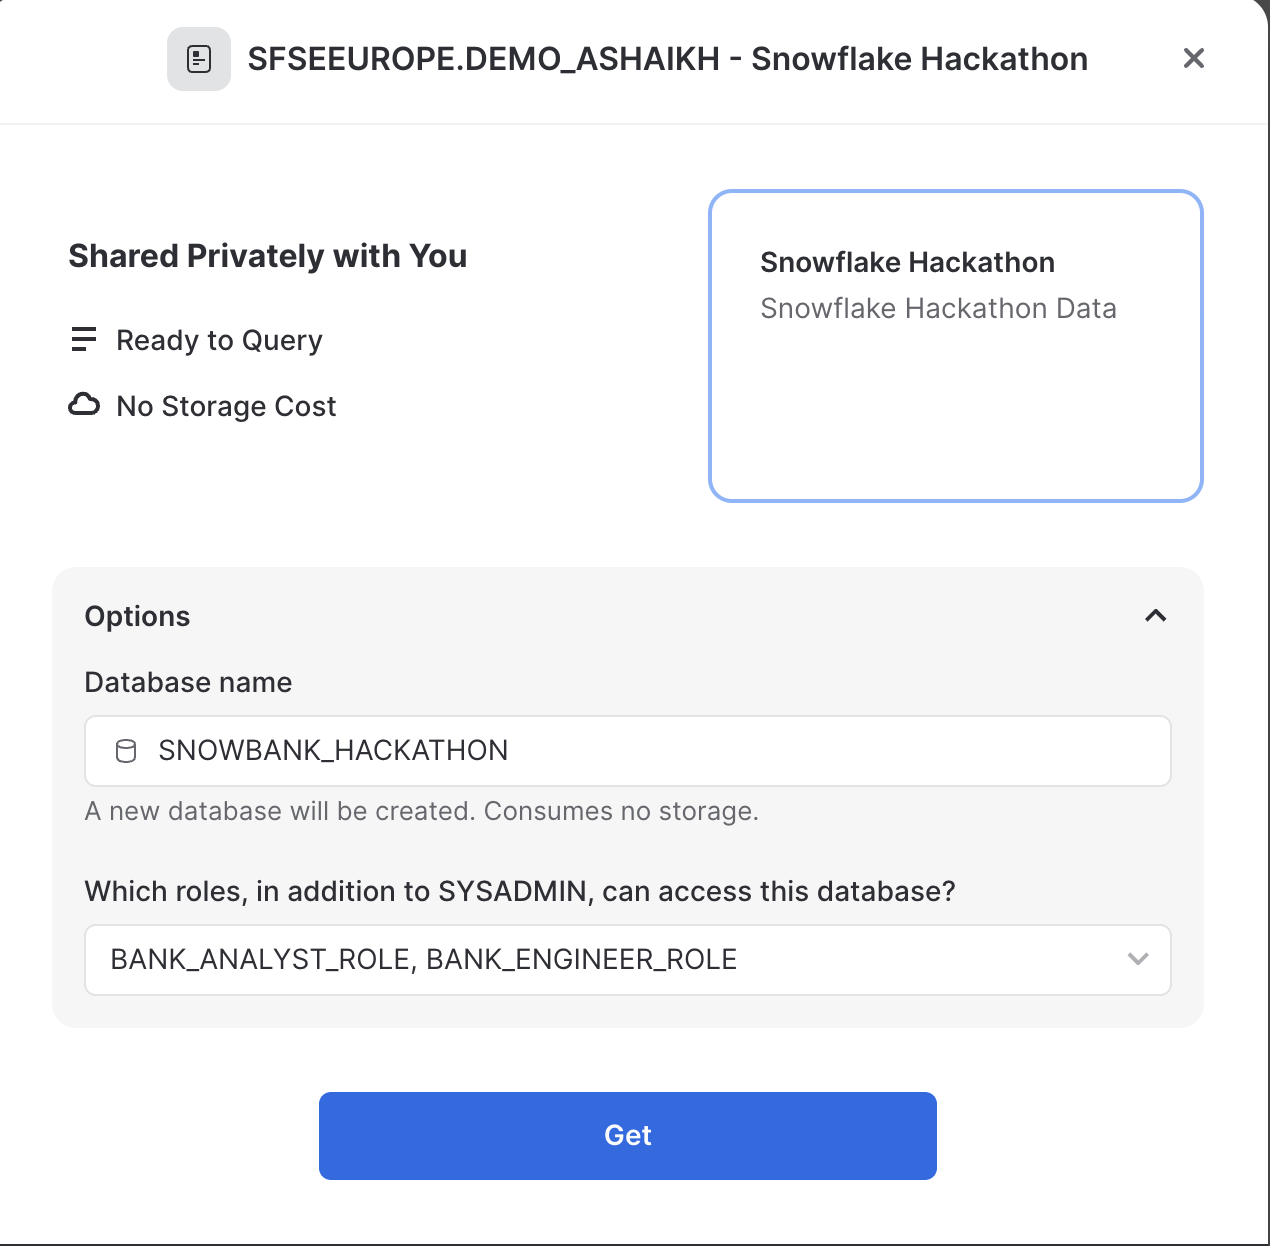 SFSEEUROPE.DEMO_ASHAIKH - Snowflake Hackathon
Shared Privately with You
Ready to Query
No Storage Cost
Snowflake Hackathon
Snowflake Hackathon Data
Options
Database name
SNOWBANK_HACKATHON
A new database will be created. Consumes no storage.
Which roles, in addition to SYSADMIN, can access this database?
BANK_ANALYST_ROLE, BANK_ENGINEER_ROLE
Get